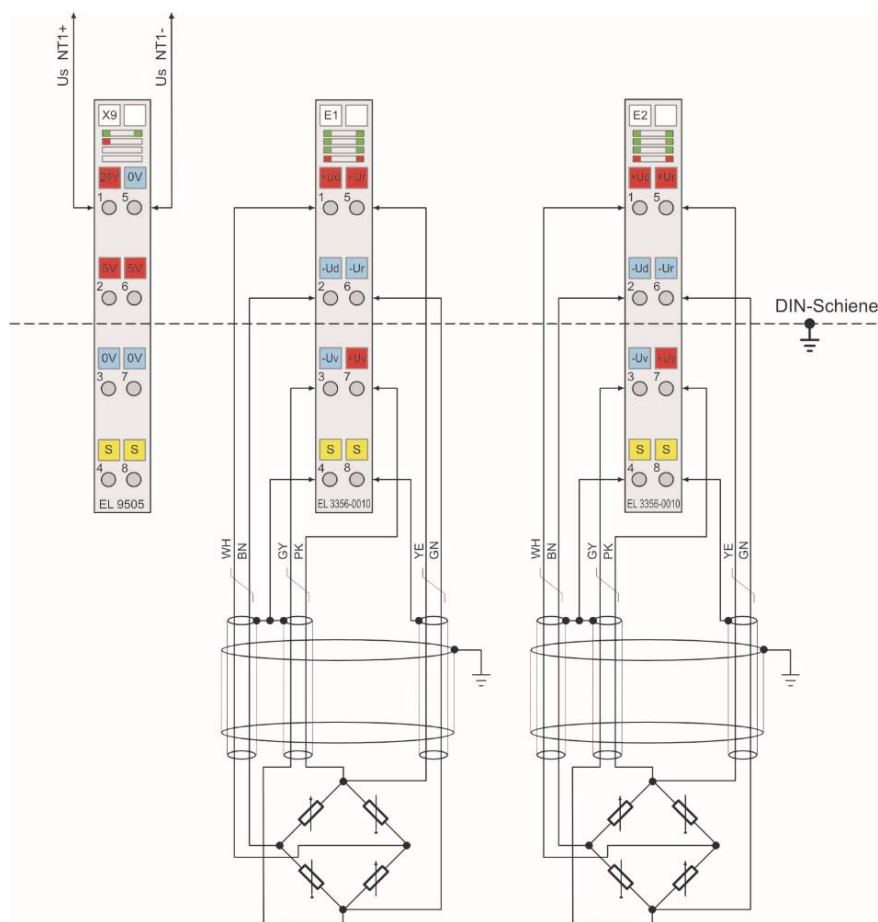 Us NT1+
Us NT1-
X9
24V 0V
1 5
5V 5V
2 6
0V 0V
3 7
S S
4 8
EL 9505
E1
+Ud +Ur
1 5
-Ud -Ur
2 6
-Uv +Uv
3 7
S S
4 8
EL 3356-0010
WH
BN
GY
PK
YE
GN
E2
+Ud +Ur
1 5
-Ud -Ur
2 6
-Uv +Uv
3 7
S S
4 8
EL 3356-0010
WH
BN
GY
PK
YE
GN
DIN-Schiene